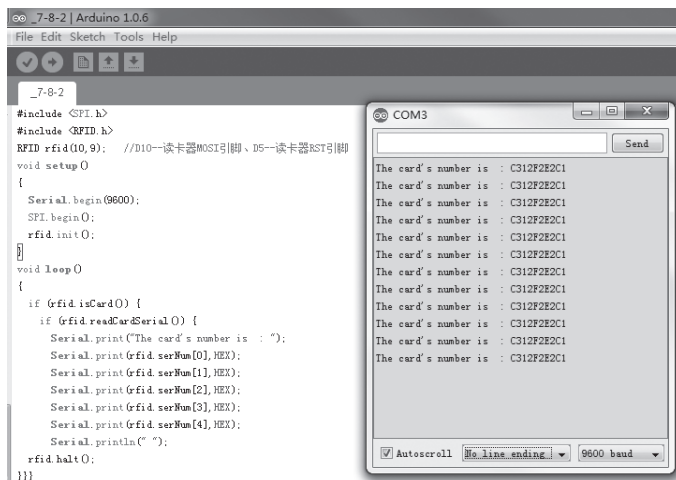 _7-8-2 | Arduino 1.0.6
File Edit Sketch Tools Help
_7-8-2
#include <SPI.h>
#include <RFID.h>
RFID rfid(10,9); //D10--读卡器MOSI引脚、D5--读卡器RST引脚
void setup()
{
Serial.begin(9600);
SPI.begin();
rfid.init();
}
void loop()
{
if (rfid.isCard()) {
if (rfid.readCardSerial()) {
Serial.print("The card's number is : ");
Serial.print(rfid.serNum[0],HEX);
Serial.print(rfid.serNum[1],HEX);
Serial.print(rfid.serNum[2],HEX);
Serial.print(rfid.serNum[3],HEX);
Serial.print(rfid.serNum[4],HEX);
Serial.println(" ");
rfid.halt();
}}}
COM3
Send
The card's number is : C312F2E2C1
The card's number is : C312F2E2C1
The card's number is : C312F2E2C1
The card's number is : C312F2E2C1
The card's number is : C312F2E2C1
The card's number is : C312F2E2C1
The card's number is : C312F2E2C1
The card's number is : C312F2E2C1
The card's number is : C312F2E2C1
The card's number is : C312F2E2C1
The card's number is : C312F2E2C1
The card's number is : C312F2E2C1
Autoscroll No line ending 9600 baud